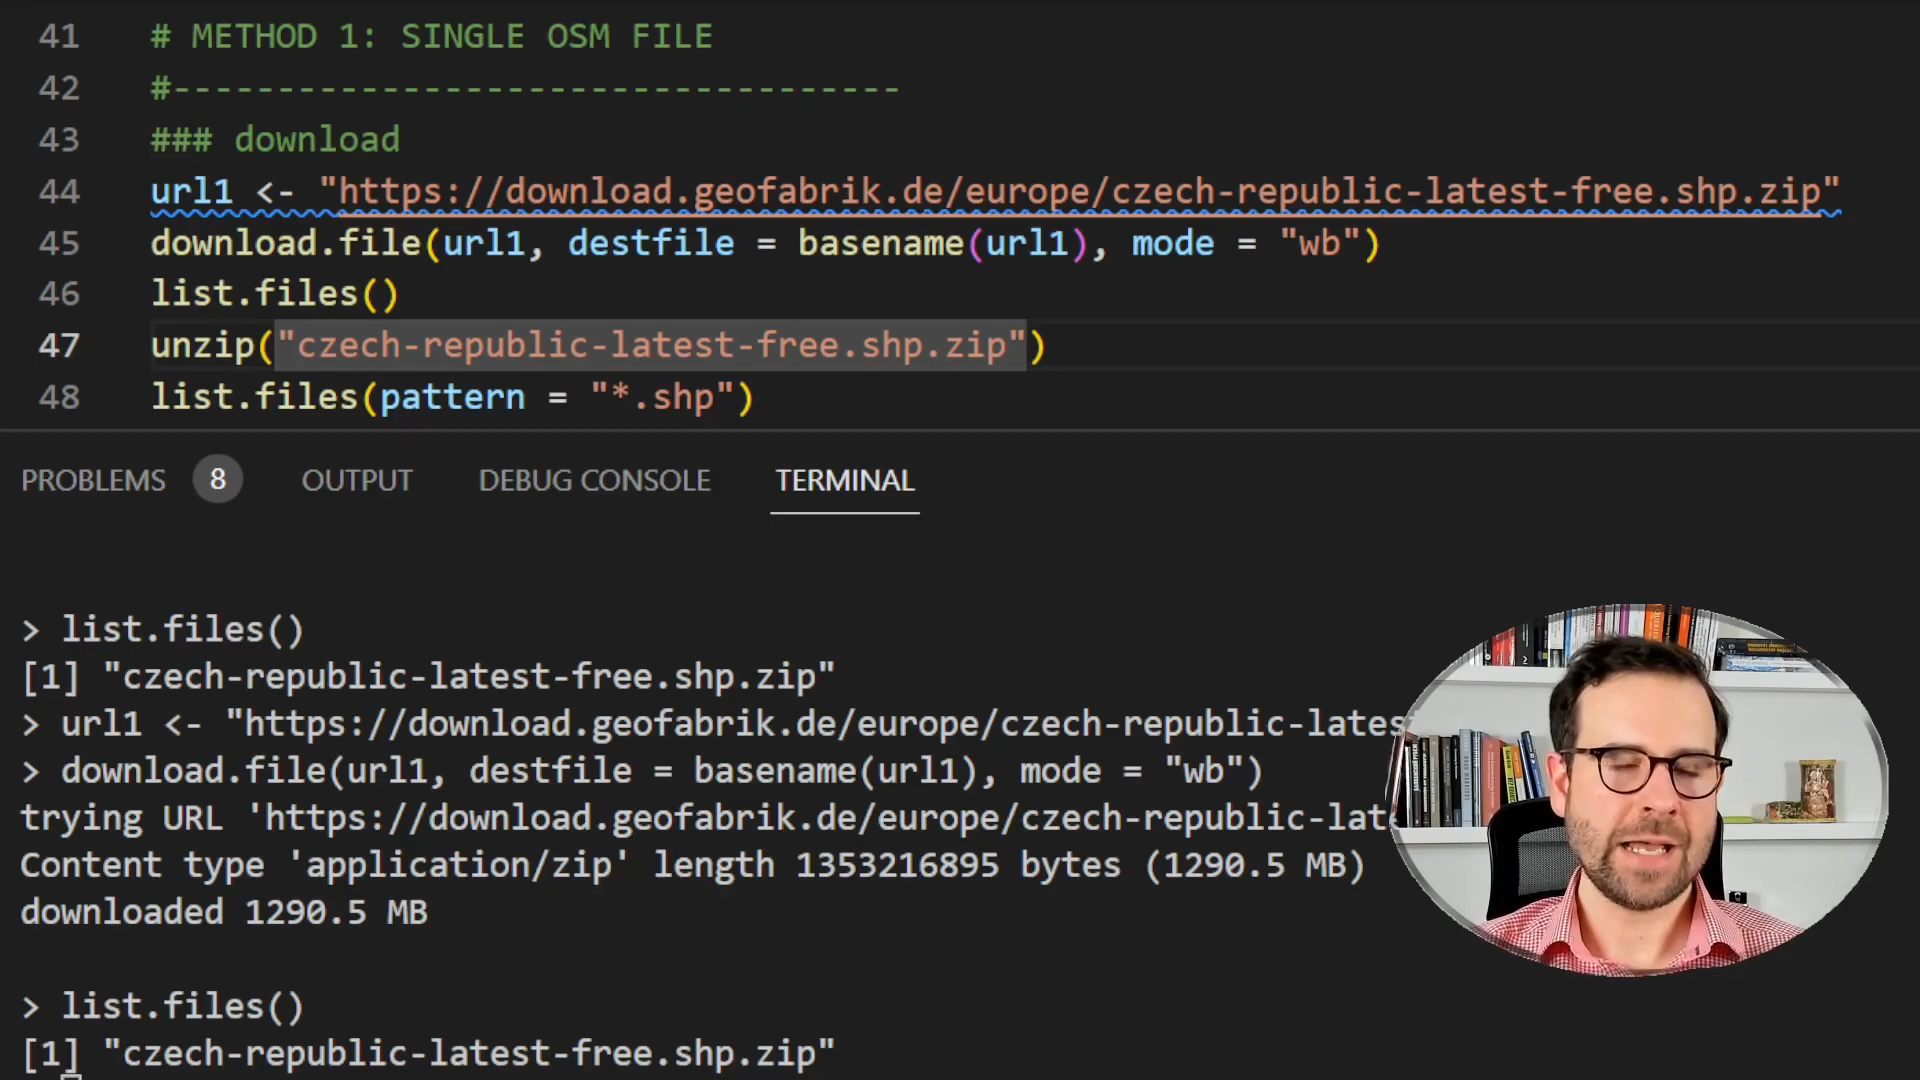 41 # METHOD 1: SINGLE OSM FILE
42 #-----------------------------------
43 ### download
44 url1 <- "https://download.geofabrik.de/europe/czech-republic-latest-free.shp.zip"
45 download.file(url1, destfile = basename(url1), mode = "wb")
46 list.files()
47 unzip("czech-republic-latest-free.shp.zip")
48 list.files(pattern = "*.shp")
PROBLEMS 8 OUTPUT DEBUG CONSOLE TERMINAL
> list.files()
[1] "czech-republic-latest-free.shp.zip"
> url1 <- "https://download.geofabrik.de/europe/czech-republic-lates
> download.file(url1, destfile = basename(url1), mode = "wb")
trying URL 'https://download.geofabrik.de/europe/czech-republic-lat
Content type 'application/zip' length 1353216895 bytes (1290.5 MB)
downloaded 1290.5 MB
> list.files()
[1] "czech-republic-latest-free.shp.zip"